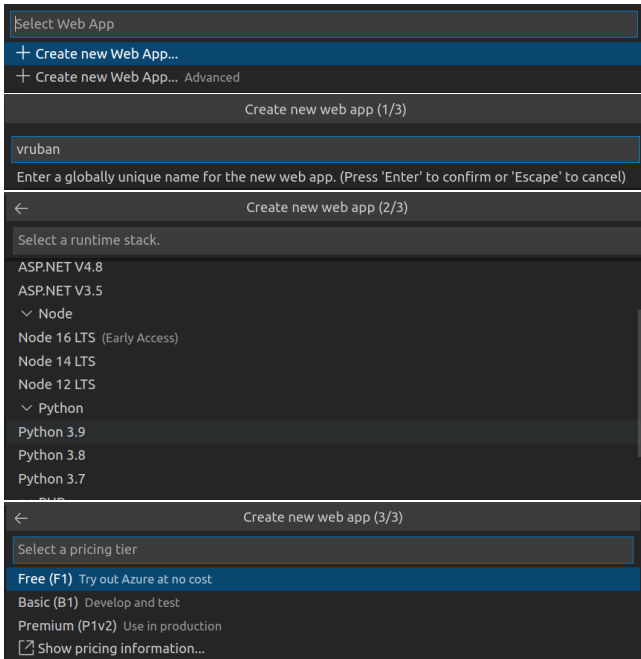 Select Web App
+ Create new Web App...
+ Create new Web App... Advanced
Create new web app (1/3)
vruban
Enter a globally unique name for the new web app. (Press 'Enter' to confirm or 'Escape' to cancel)
← Create new web app (2/3)
Select a runtime stack.
ASP.NET V4.8
ASP.NET V3.5
Node
Node 16 LTS (Early Access)
Node 14 LTS
Node 12 LTS
Python
Python 3.9
Python 3.8
Python 3.7
← Create new web app (3/3)
Select a pricing tier
Free (F1) Try out Azure at no cost
Basic (B1) Develop and test
Premium (P1v2) Use in production
Show pricing information...